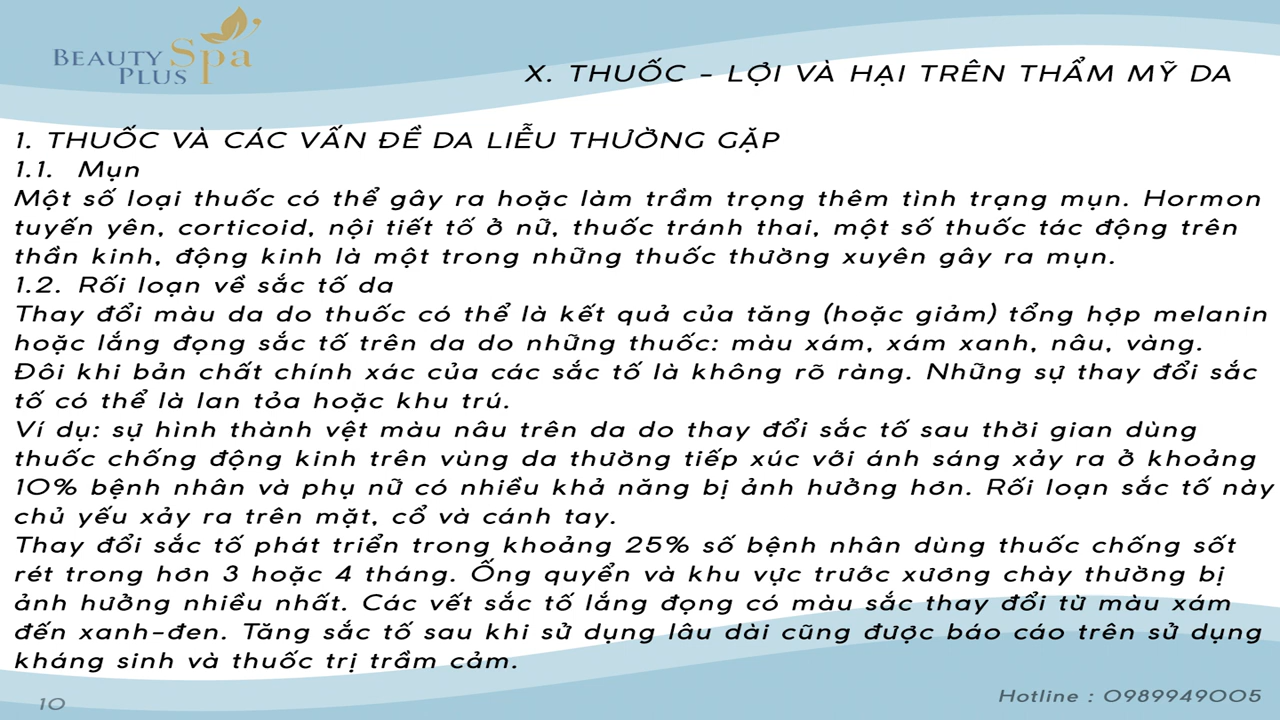 BEAUTY Spa
PLUS
X. THUỐC - LỢI VÀ HẠI TRÊN THẨM MỸ DA
1. THUỐC VÀ CÁC VẤN ĐỀ DA LIỄU THƯỜNG GẶP
1.1. Mụn
Một số loại thuốc có thể gây ra hoặc làm trầm trọng thêm tình trạng mụn. Hormon
tuyến yên, corticoid, nội tiết tố ở nữ, thuốc tránh thai, một số thuốc tác động trên
thần kinh, động kinh là một trong những thuốc thường xuyên gây ra mụn.
1.2. Rối loạn về sắc tố da
Thay đổi màu da do thuốc có thể là kết quả của tăng (hoặc giảm) tổng hợp melanin
hoặc lắng đọng sắc tố trên da do những thuốc: màu xám, xám xanh, nâu, vàng.
Đôi khi bản chất chính xác của các sắc tố là không rõ ràng. Những sự thay đổi sắc
tố có thể là lan tỏa hoặc khu trú.
Ví dụ: sự hình thành vệt màu nâu trên da do thay đổi sắc tố sau thời gian dùng
thuốc chống động kinh trên vùng da thường tiếp xúc với ánh sáng xảy ra ở khoảng
10% bệnh nhân và phụ nữ có nhiều khả năng bị ảnh hưởng hơn. Rối loạn sắc tố này
chủ yếu xảy ra trên mặt, cổ và cánh tay.
Thay đổi sắc tố phát triển trong khoảng 25% số bệnh nhân dùng thuốc chống sốt
rét trong hơn 3 hoặc 4 tháng. Ống quyển và khu vực trước xương chày thường bị
ảnh hưởng nhiều nhất. Các vết sắc tố lắng đọng có màu sắc thay đổi từ màu xám
đến xanh-đen. Tăng sắc tố sau khi sử dụng lâu dài cũng được báo cáo trên sử dụng
kháng sinh và thuốc trị trầm cảm.
10
Hotline : 0989949005